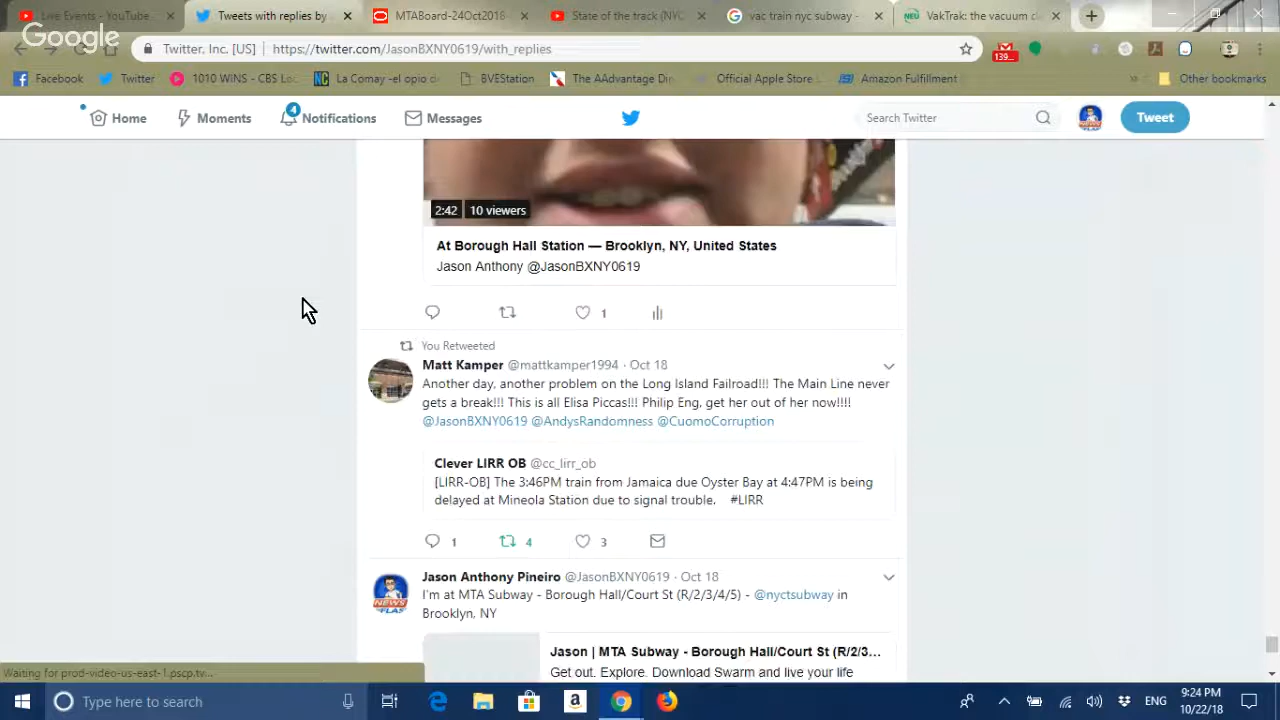 Live Events - YouTube
Tweets with replies by
MTABoard-24Oct2018
State of the track (NYC
vac train nyc subway -
VakTrak: the vacuum cle
Google
Twitter, Inc. [US] | https://twitter.com/JasonBXNY0619/with_replies
139...
Facebook
Twitter
1010 WINS - CBS Loc
La Comay -el opio de
BVEStation
The AAdvantage Din
Official Apple Store
Amazon Fulfillment
»
Other bookmarks
Home
Moments
4
Notifications
Messages
Search Twitter
Tweet
2:42 10 viewers
At Borough Hall Station — Brooklyn, NY, United States
Jason Anthony @JasonBXNY0619
1
You Retweeted
Matt Kamper @mattkamper1994 · Oct 18
Another day, another problem on the Long Island Failroad!!! The Main Line never
gets a break!!! This is all Elisa Piccas!!! Philip Eng, get her out of her now!!!!
@JasonBXNY0619 @AndysRandomness @CuomoCorruption
Clever LIRR OB @cc_lirr_ob
[LIRR-OB] The 3:46PM train from Jamaica due Oyster Bay at 4:47PM is being
delayed at Mineola Station due to signal trouble. #LIRR
1 4 3
Jason Anthony Pineiro @JasonBXNY0619 · Oct 18
I'm at MTA Subway - Borough Hall/Court St (R/2/3/4/5) - @nyctsubway in
Brooklyn, NY
Jason | MTA Subway - Borough Hall/Court St (R/2/3...
Get out. Explore. Download Swarm and live your life
Waiting for prod-video-us-east-1.pscp.tv...
Type here to search
ENG
9:24 PM
10/22/18